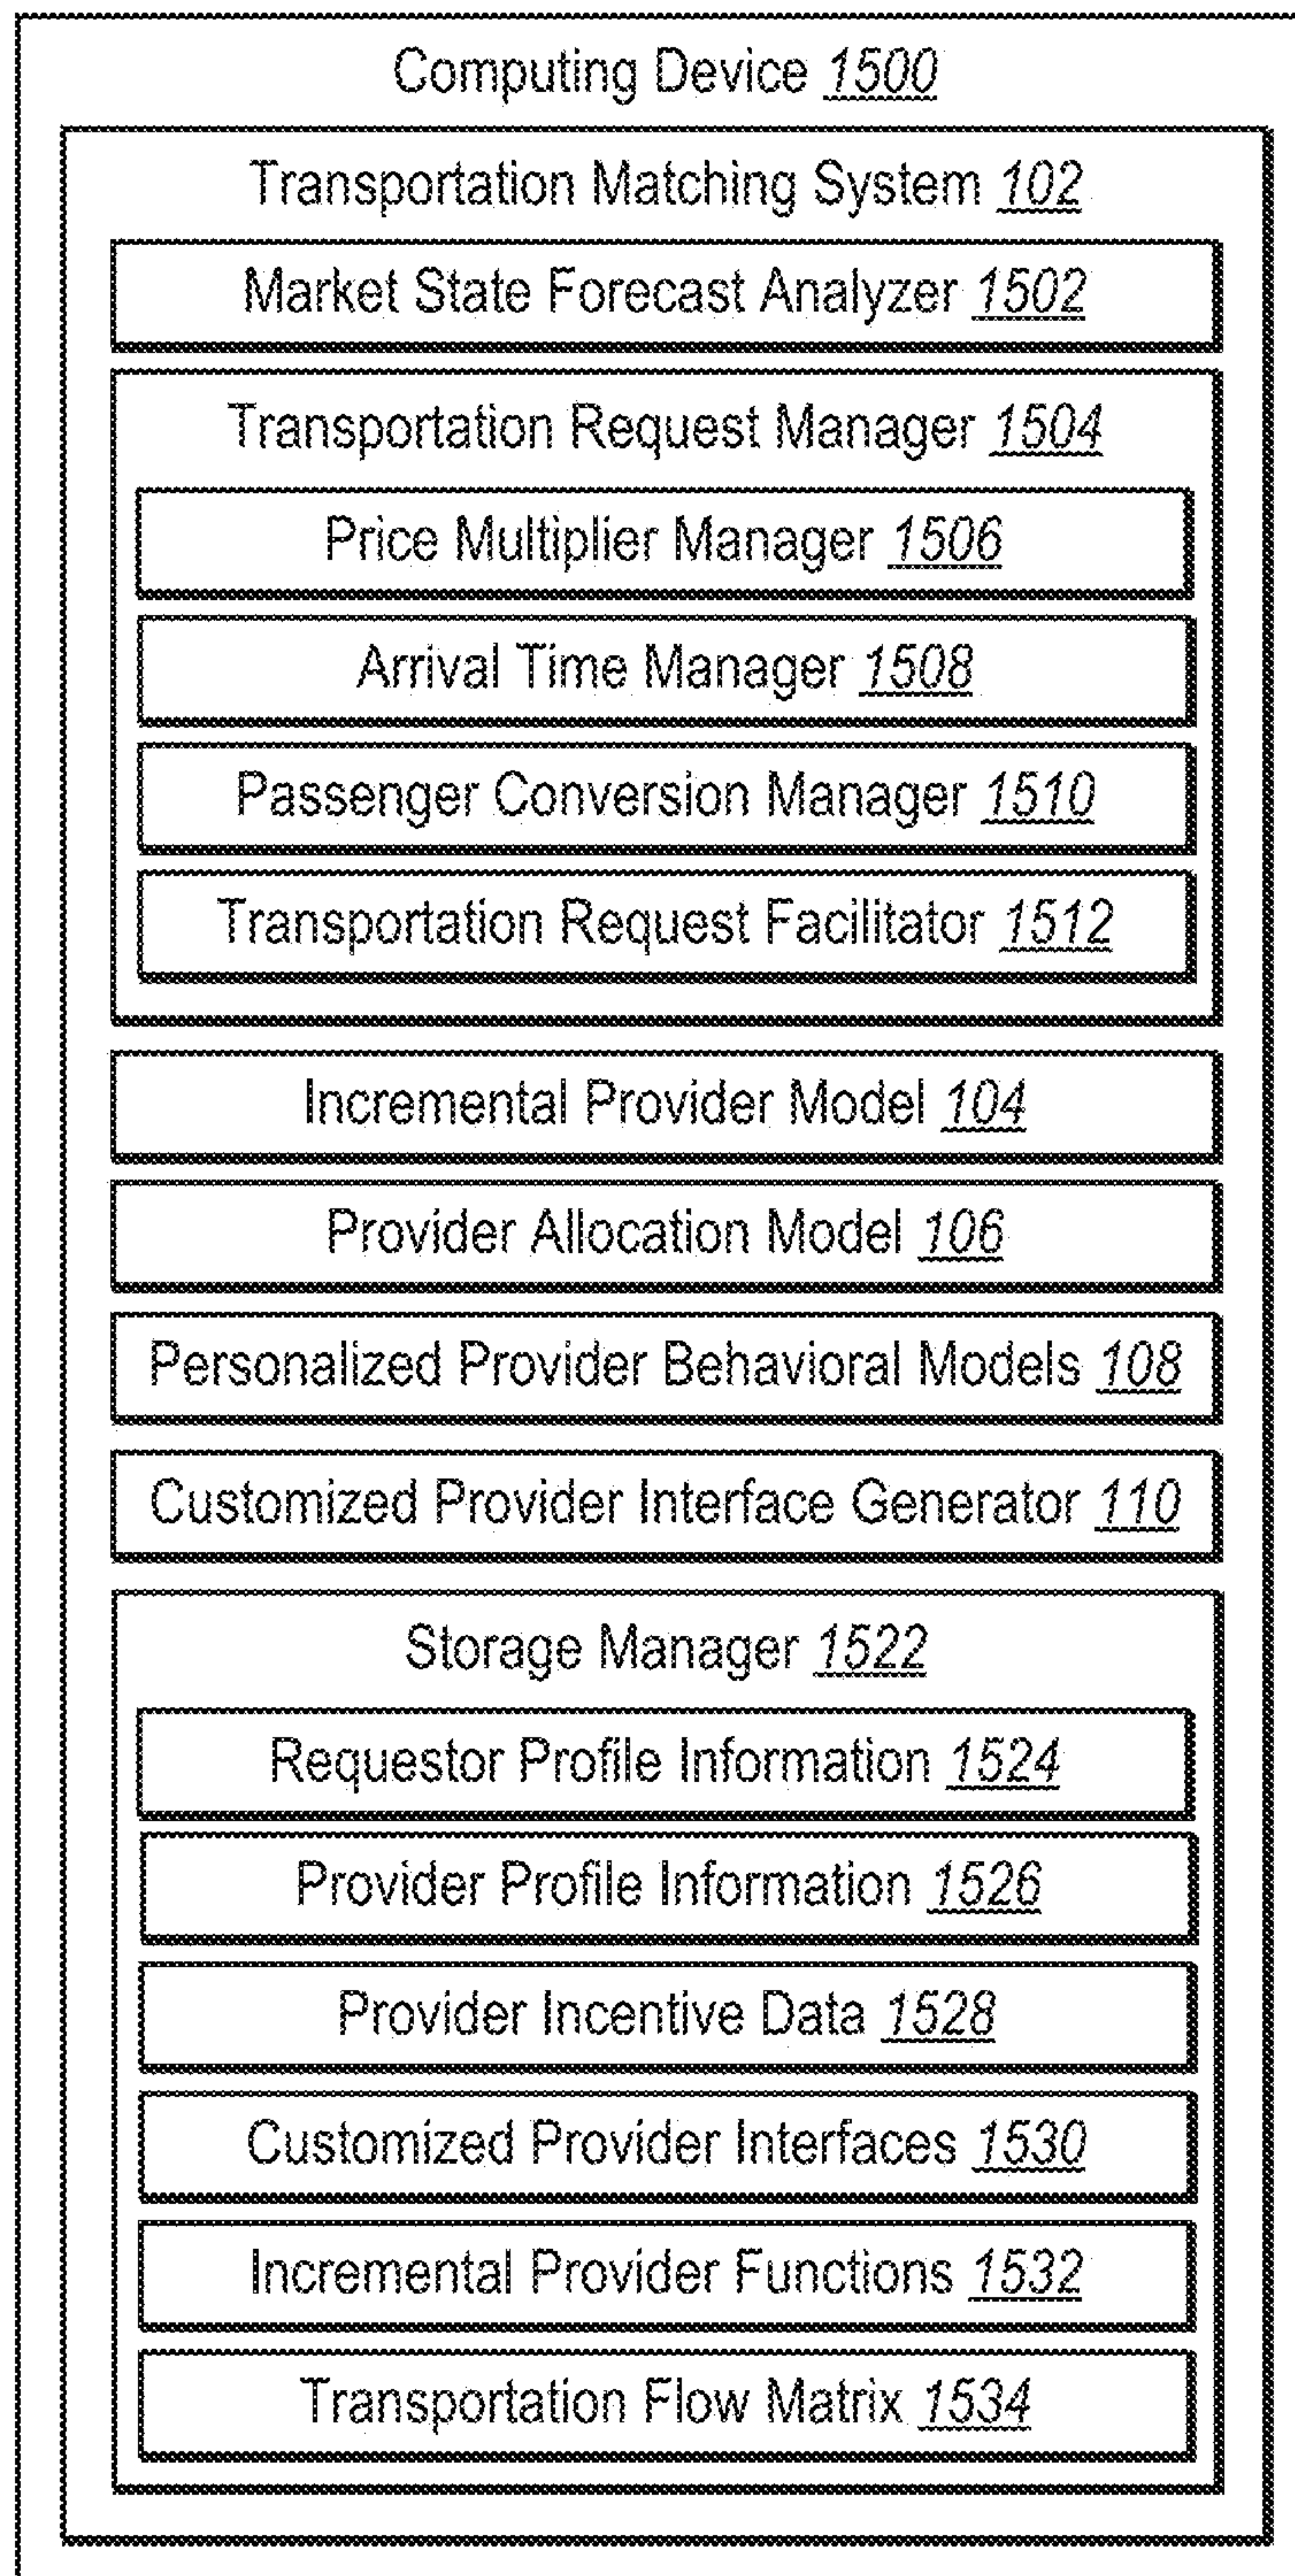 Computing Device 1500
Transportation Matching System 102
Market State Forecast Analyzer 1502
Transportation Request Manager 1504
Price Multiplier Manager 1506
Arrival Time Manager 1508
Passenger Conversion Manager 1510
Transportation Request Facilitator 1512
Incremental Provider Model 104
Provider Allocation Model 106
Personalized Provider Behavioral Models 108
Customized Provider Interface Generator 110
Storage Manager 1522
Requestor Profile Information 1524
Provider Profile Information 1526
Provider Incentive Data 1528
Customized Provider Interfaces 1530
Incremental Provider Functions 1532
Transportation Flow Matrix 1534